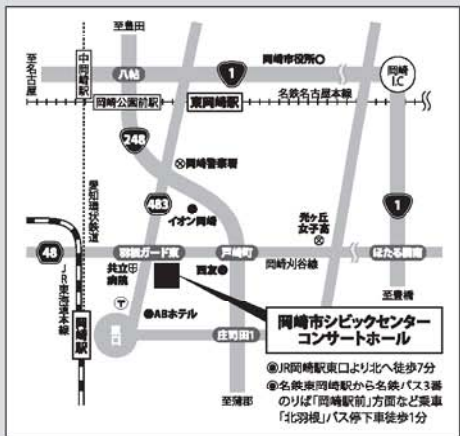 至豊田
至名古屋
中岡崎駅
八帖
1
岡崎市役所
岡崎
I.C
岡崎公園前駅
東岡崎駅
名鉄名古屋本線
248
岡崎警察署
愛知環状鉄道
483
イオン岡崎
光ヶ丘
女子高
1
48
羽根ガード東
戸崎町
岡崎刈谷線
ほたる橋南
JR東海道本線
共立
病院
西友
至豊橋
岡崎駅
東口
ABホテル
庄司田1
岡崎市シビックセンター
コンサートホール
至蒲郡
●JR岡崎駅東口より北へ徒歩7分
●名鉄東岡崎駅から名鉄バス3番
のりば「岡崎駅前」方面など乗車
「北羽根」バス停下車徒歩1分